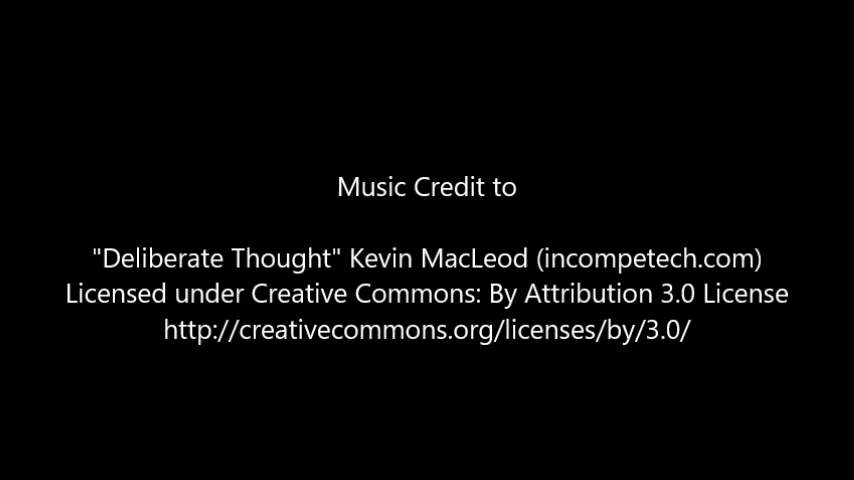 Music Credit to
"Deliberate Thought" Kevin MacLeod (incompetech.com)
Licensed under Creative Commons: By Attribution 3.0 License
http://creativecommons.org/licenses/by/3.0/